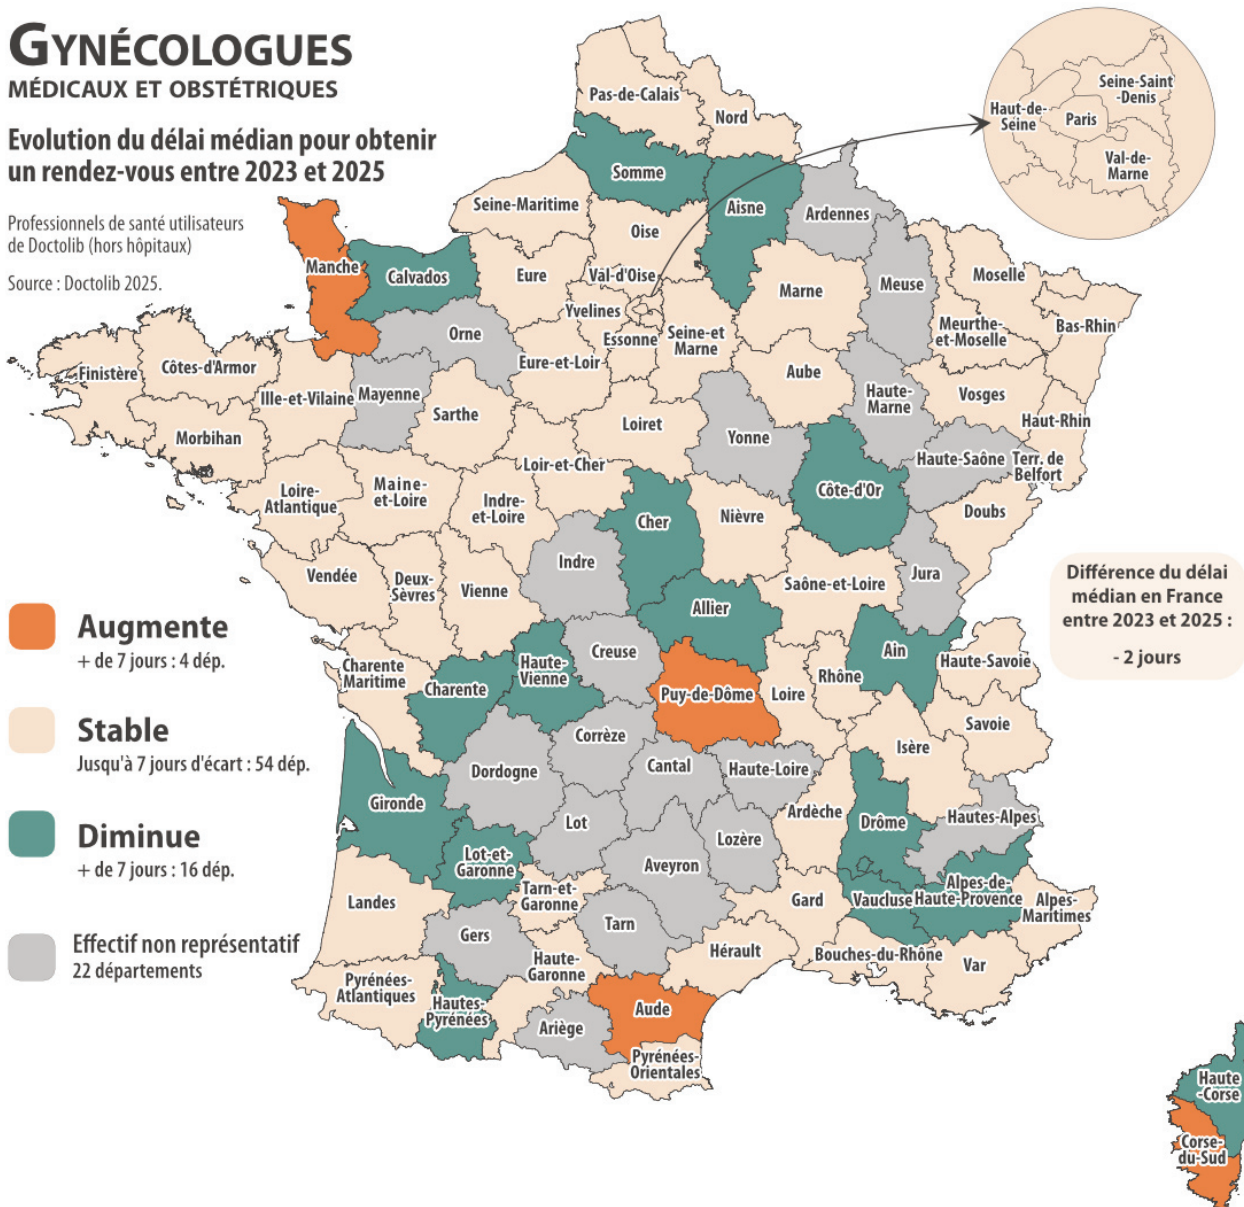 GYNÉCOLOGUES
MÉDICAUX ET OBSTÉTRIQUES
Evolution du délai médian pour obtenir
un rendez-vous entre 2023 et 2025
Professionnels de santé utilisateurs
de Doctolib (hors hôpitaux)
Source : Doctolib 2025.
Haut-de-
Seine
Paris
Seine-Saint
-Denis
Val-de-
Marne
Pas-de-Calais
Nord
Somme
Aisne
Ardennes
Seine-Maritime
Oise
Manche
Calvados
Eure
Val-d'Oise
Marne
Meuse
Moselle
Yvelines
Essonne
Seine-et
Marne
Meurthe-
et-Moselle
Bas-Rhin
Orne
Eure-et-Loir
Aube
Haute-
Marne
Vosges
Haut-Rhin
Finistère
Côtes-d'Armor
Ille-et-Vilaine
Mayenne
Sarthe
Morbihan
Loiret
Yonne
Haute-Saône
Terr. de
Belfort
Loire-
Atlantique
Maine-
et-Loire
Loir-et-Cher
Indre-
et-Loire
Cher
Nièvre
Côte-d'Or
Doubs
Vendée
Deux-
Sèvres
Vienne
Indre
Allier
Saône-et-Loire
Jura
Différence du délai
médian en France
entre 2023 et 2025 :
- 2 jours
Augmente
+ de 7 jours : 4 dép.
Stable
Jusqu'à 7 jours d'écart : 54 dép.
Diminue
+ de 7 jours : 16 dép.
Effectif non représentatif
22 départements
Charente
Maritime
Charente
Haute-
Vienne
Creuse
Puy-de-Dôme
Loire
Rhône
Ain
Haute-Savoie
Savoie
Isère
Corrèze
Dordogne
Cantal
Haute-Loire
Gironde
Lot
Aveyron
Lozère
Ardèche
Drôme
Hautes-Alpes
Lot-et-
Garonne
Landes
Tarn-et-
Garonne
Gers
Tarn
Gard
Vaucluse
Alpes-de-
Haute-Provence
Alpes-
Maritimes
Pyrénées-
Atlantiques
Hautes-
Pyrénées
Haute-
Garonne
Hérault
Bouches-du-Rhône
Var
Ariège
Aude
Pyrénées-
Orientales
Haute
-Corse
Corse-
du-Sud